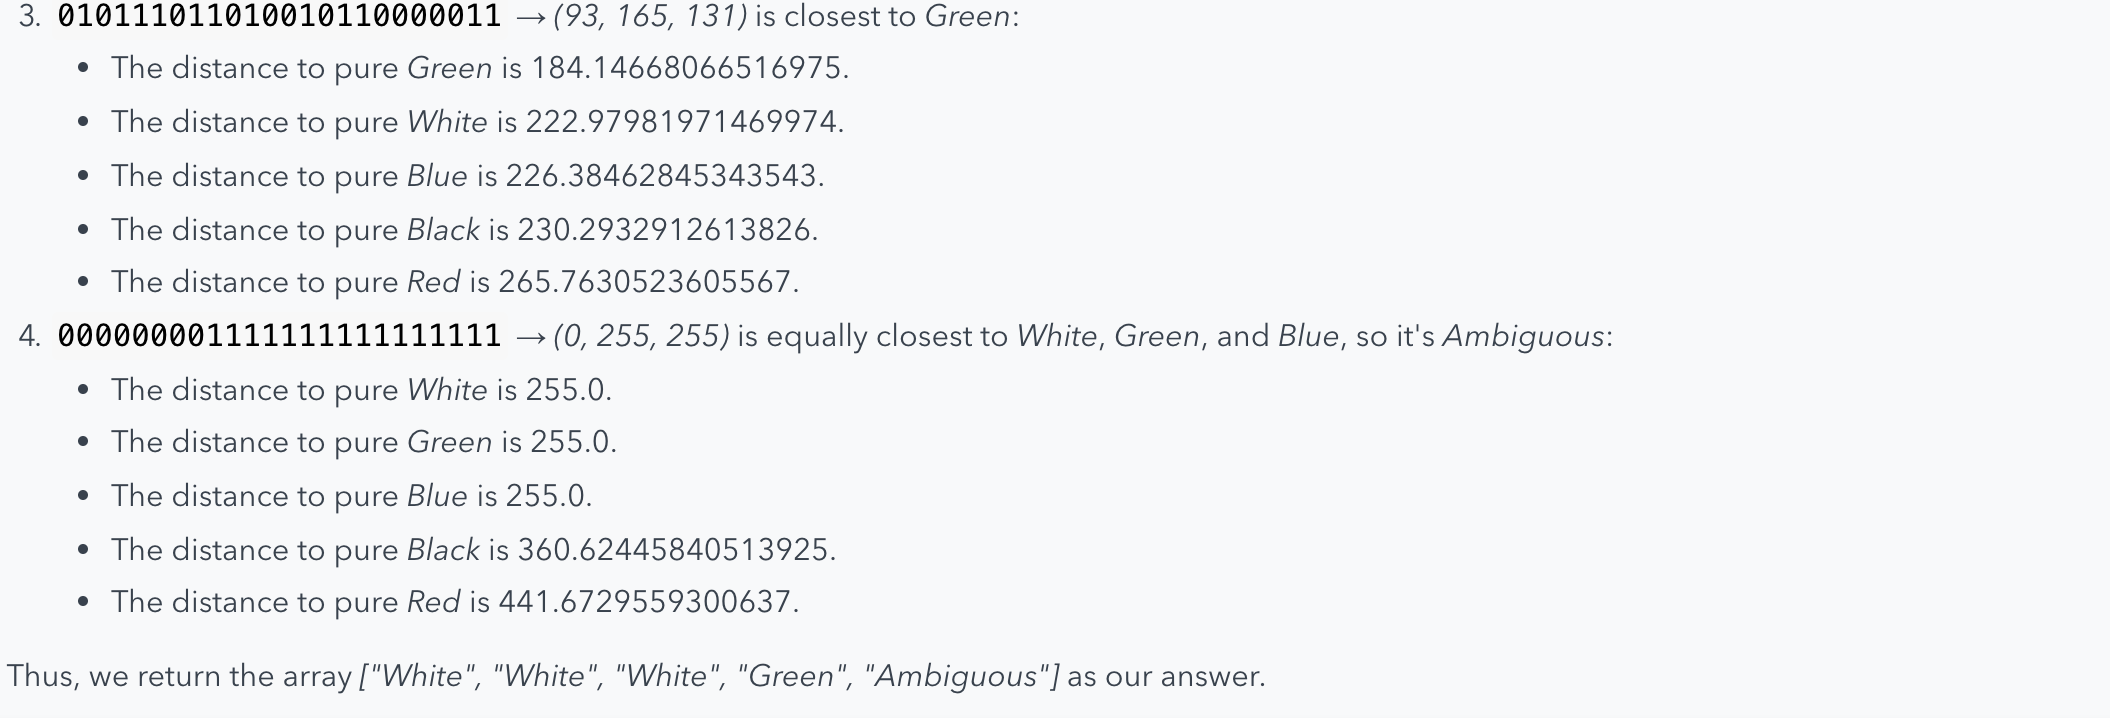 3. 010111011010010110000011 → (93, 165, 131) is closest to Green:
• The distance to pure Green is 184.14668066516975.
• The distance to pure White is 222.97981971469974.
• The distance to pure Blue is 226.38462845343543.
• The distance to pure Black is 230.2932912613826.
• The distance to pure Red is 265.7630523605567.
4. 000000001111111111111111 → (0, 255, 255) is equally closest to White, Green, and Blue, so it's Ambiguous:
• The distance to pure White is 255.0.
• The distance to pure Green is 255.0.
• The distance to pure Blue is 255.0.
• The distance to pure Black is 360.62445840513925.
• The distance to pure Red is 441.6729559300637.
Thus, we return the array ["White", "White", "White", "Green", "Ambiguous"] as our answer.